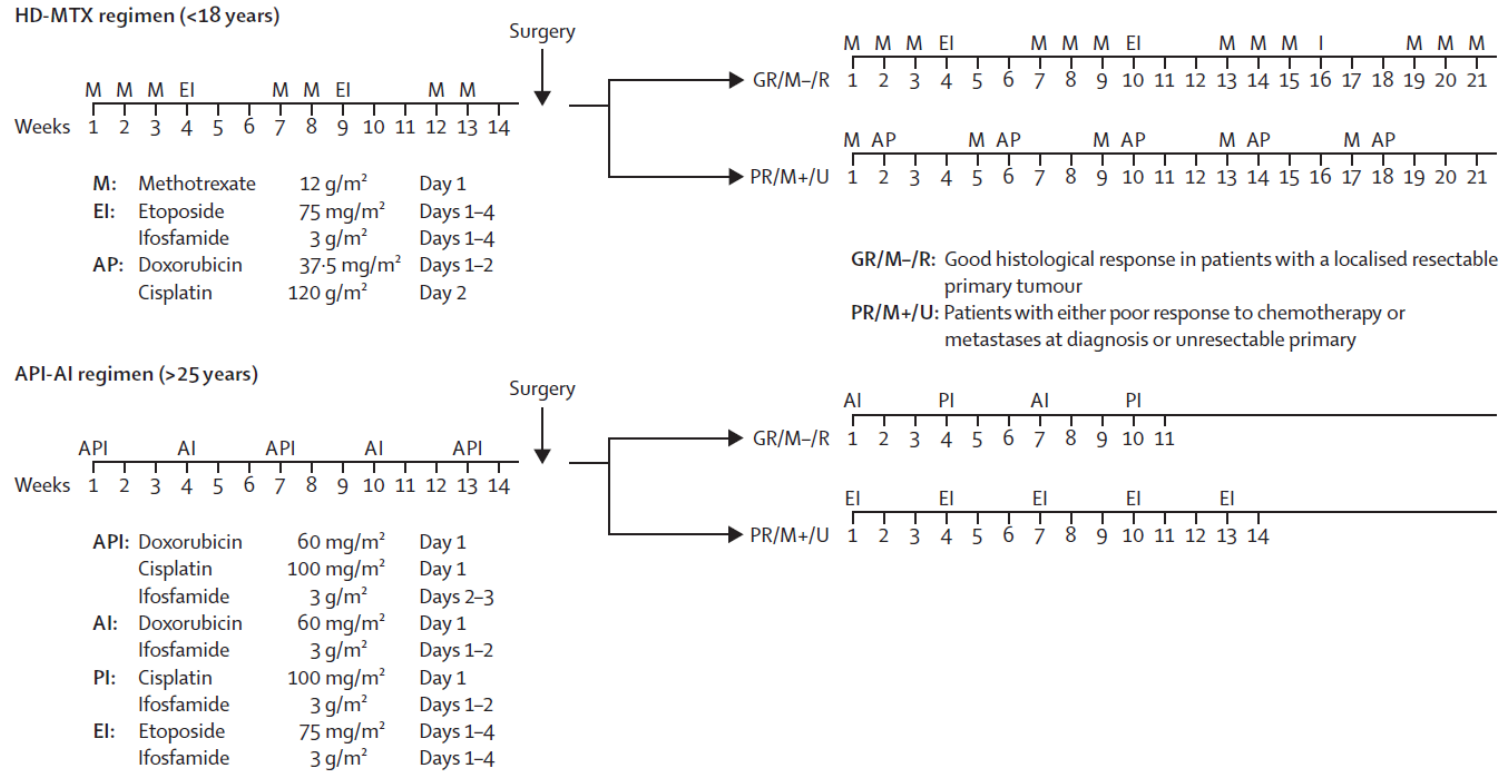 HD-MTX regimen (<18 years)
Surgery
M M M EI M M EI M M
Weeks 1 2 3 4 5 6 7 8 9 10 11 12 13 14
M: Methotrexate 12 g/m² Day 1
EI: Etoposide 75 mg/m² Days 1–4
Ifosfamide 3 g/m² Days 1–4
AP: Doxorubicin 37·5 mg/m² Days 1–2
Cisplatin 120 g/m² Day 2
M M M EI M M M EI M M M I M M M
GR/M–/R 1 2 3 4 5 6 7 8 9 10 11 12 13 14 15 16 17 18 19 20 21
M AP M AP M AP M AP M AP
PR/M+/U 1 2 3 4 5 6 7 8 9 10 11 12 13 14 15 16 17 18 19 20 21
GR/M–/R: Good histological response in patients with a localised resectable
primary tumour
PR/M+/U: Patients with either poor response to chemotherapy or
metastases at diagnosis or unresectable primary
API-AI regimen (>25 years)
Surgery
API AI API AI API
Weeks 1 2 3 4 5 6 7 8 9 10 11 12 13 14
API: Doxorubicin 60 mg/m² Day 1
Cisplatin 100 mg/m² Day 1
Ifosfamide 3 g/m² Days 2–3
AI: Doxorubicin 60 mg/m² Day 1
Ifosfamide 3 g/m² Days 1–2
PI: Cisplatin 100 mg/m² Day 1
Ifosfamide 3 g/m² Days 1–2
EI: Etoposide 75 mg/m² Days 1–4
Ifosfamide 3 g/m² Days 1–4
AI PI AI PI
GR/M–/R 1 2 3 4 5 6 7 8 9 10 11
EI EI EI EI EI
PR/M+/U 1 2 3 4 5 6 7 8 9 10 11 12 13 14